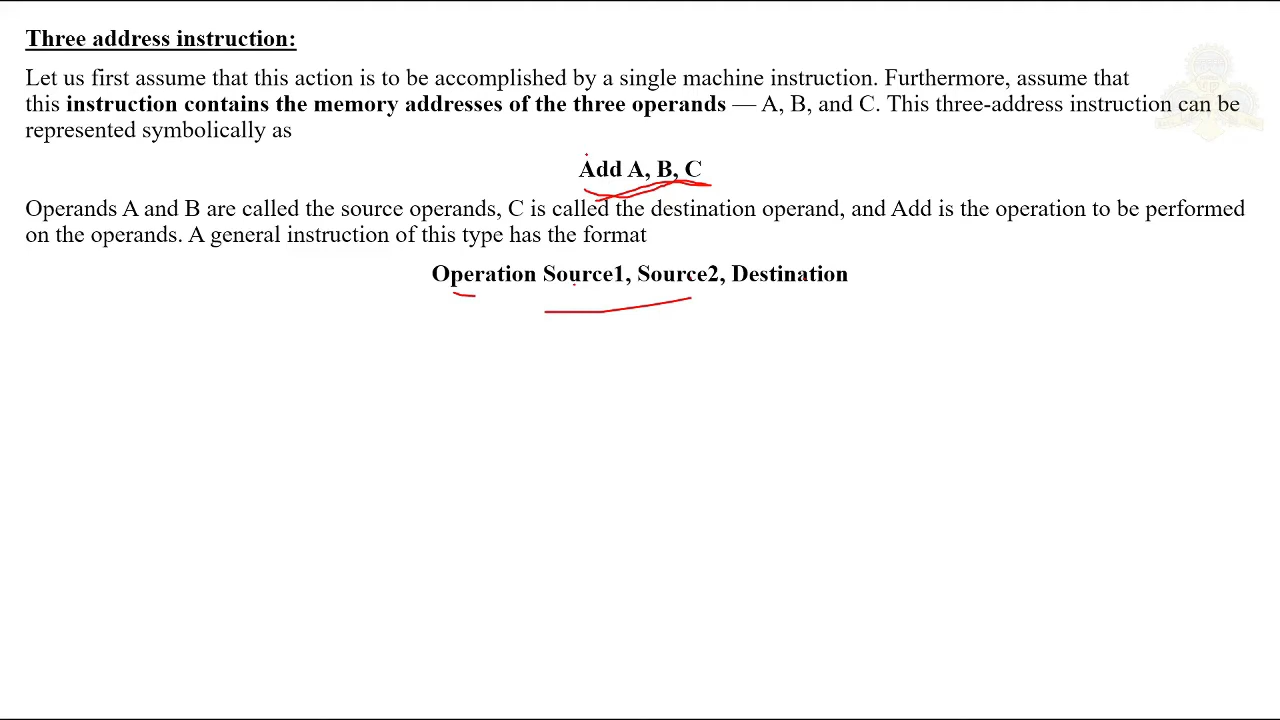 Three address instruction:
Let us first assume that this action is to be accomplished by a single machine instruction. Furthermore, assume that
this instruction contains the memory addresses of the three operands — A, B, and C. This three-address instruction can be
represented symbolically as
Add A, B, C
Operands A and B are called the source operands, C is called the destination operand, and Add is the operation to be performed
on the operands. A general instruction of this type has the format
Operation Source1, Source2, Destination